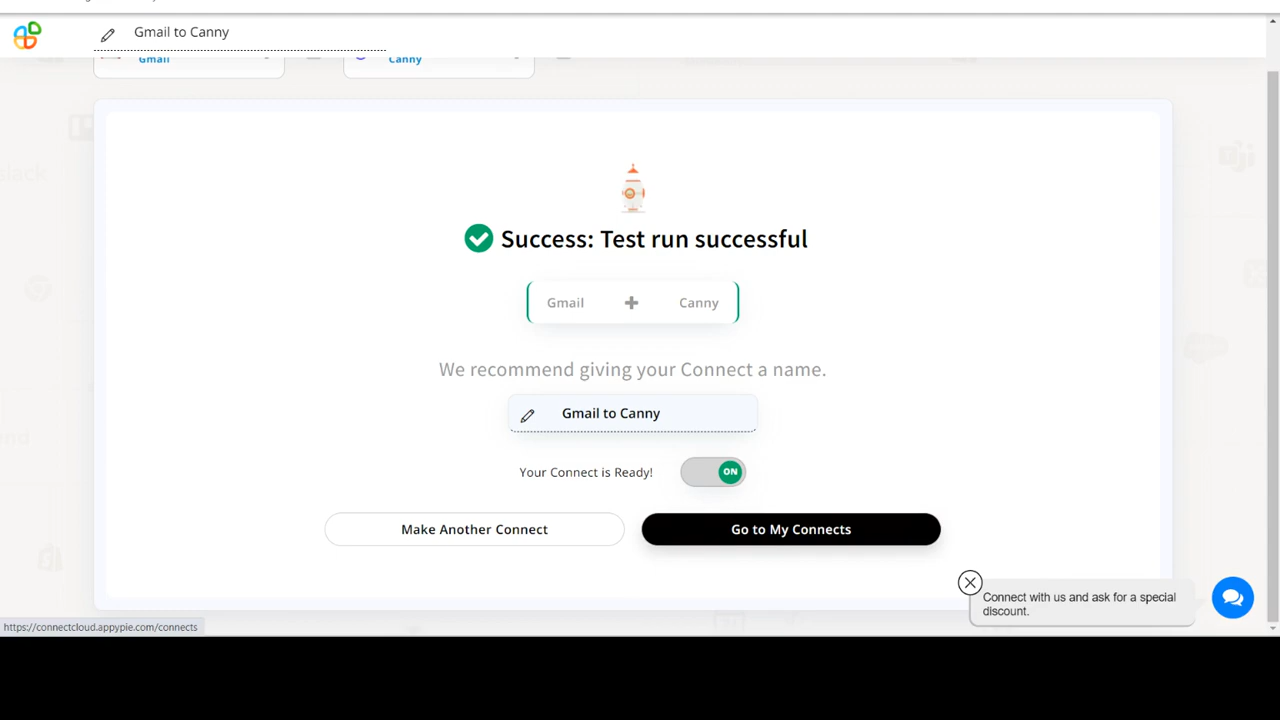 Gmail to Canny
Gmail
Canny
Success: Test run successful
Gmail + Canny
We recommend giving your Connect a name.
Gmail to Canny
Your Connect is Ready! ON
Make Another Connect
Go to My Connects
Connect with us and ask for a special
discount.
https://connectcloud.appypie.com/connects